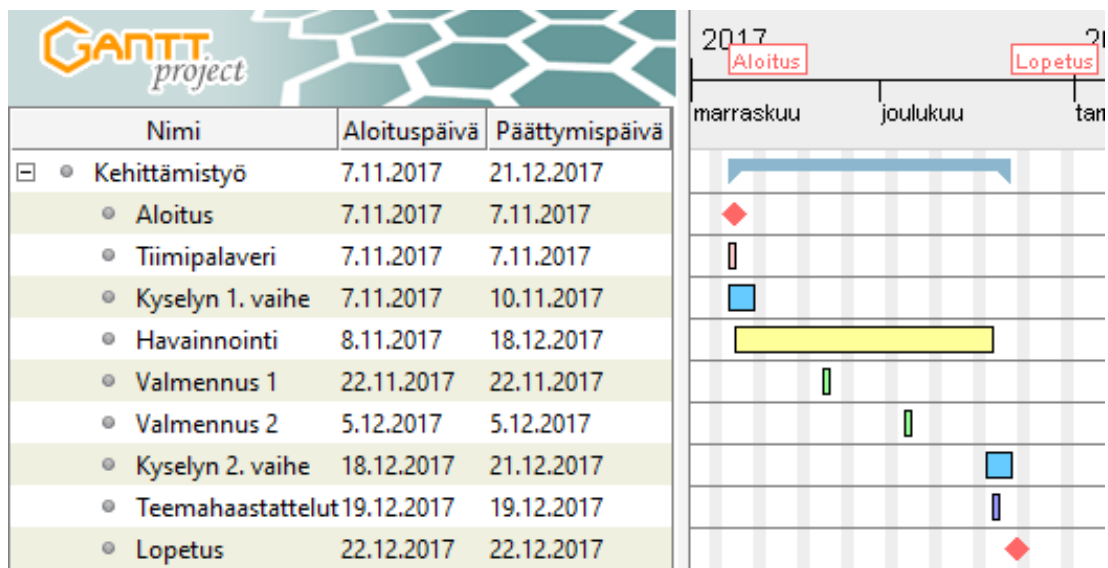 GANTT
project
2017
Aloitus
Lopetus
marraskuu joulukuu
Nimi Aloituspäivä Päättymispäivä
Kehittämistyö 7.11.2017 21.12.2017
Aloitus 7.11.2017 7.11.2017
Tiimipalaveri 7.11.2017 7.11.2017
Kyselyn 1. vaihe 7.11.2017 10.11.2017
Havainnointi 8.11.2017 18.12.2017
Valmennus 1 22.11.2017 22.11.2017
Valmennus 2 5.12.2017 5.12.2017
Kyselyn 2. vaihe 18.12.2017 21.12.2017
Teemahaastattelut 19.12.2017 19.12.2017
Lopetus 22.12.2017 22.12.2017